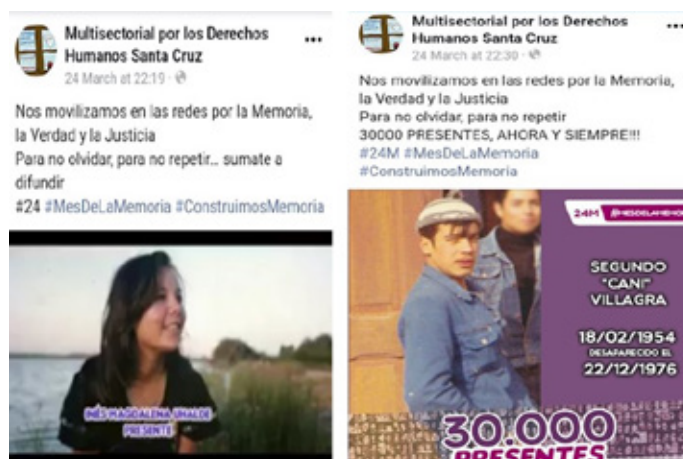 Multisectorial por los Derechos
Humanos Santa Cruz
24 March at 22:19
Nos movilizamos en las redes por la Memoria,
la Verdad y la Justicia
Para no olvidar, para no repetir... sumate a
difundir
#24 #MesDeLaMemoria #ConstruimosMemoria
INÉS MAGDALENA UHALDE
PRESENTE
Multisectorial por los Derechos
Humanos Santa Cruz
24 March at 22:30
Nos movilizamos en las redes por la Memoria,
la Verdad y la Justicia
Para no olvidar, para no repetir
30000 PRESENTES, AHORA Y SIEMPRE!!!
#24M #MesDeLaMemoria
#ConstruimosMemoria
24M #MESDELAMEMOR
SEGUNDO
"CANI"
VILLAGRA
18/02/1954
DESAPARECIDO EL
22/12/1976
30.000
PRESENTES